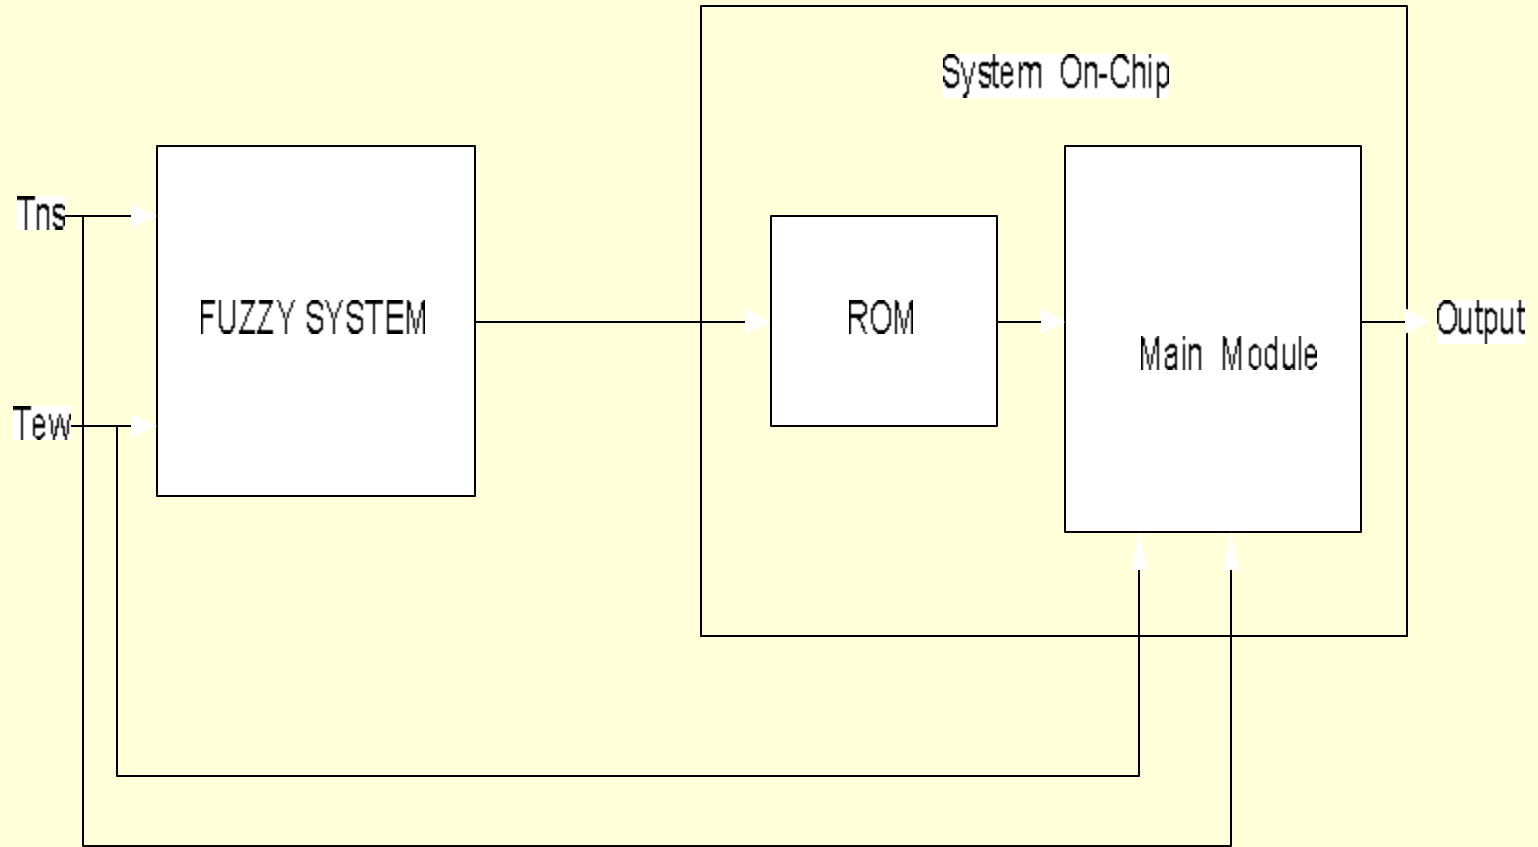 System On-Chip
Tns
FUZZY SYSTEM
ROM
Main Module
Output
Tew